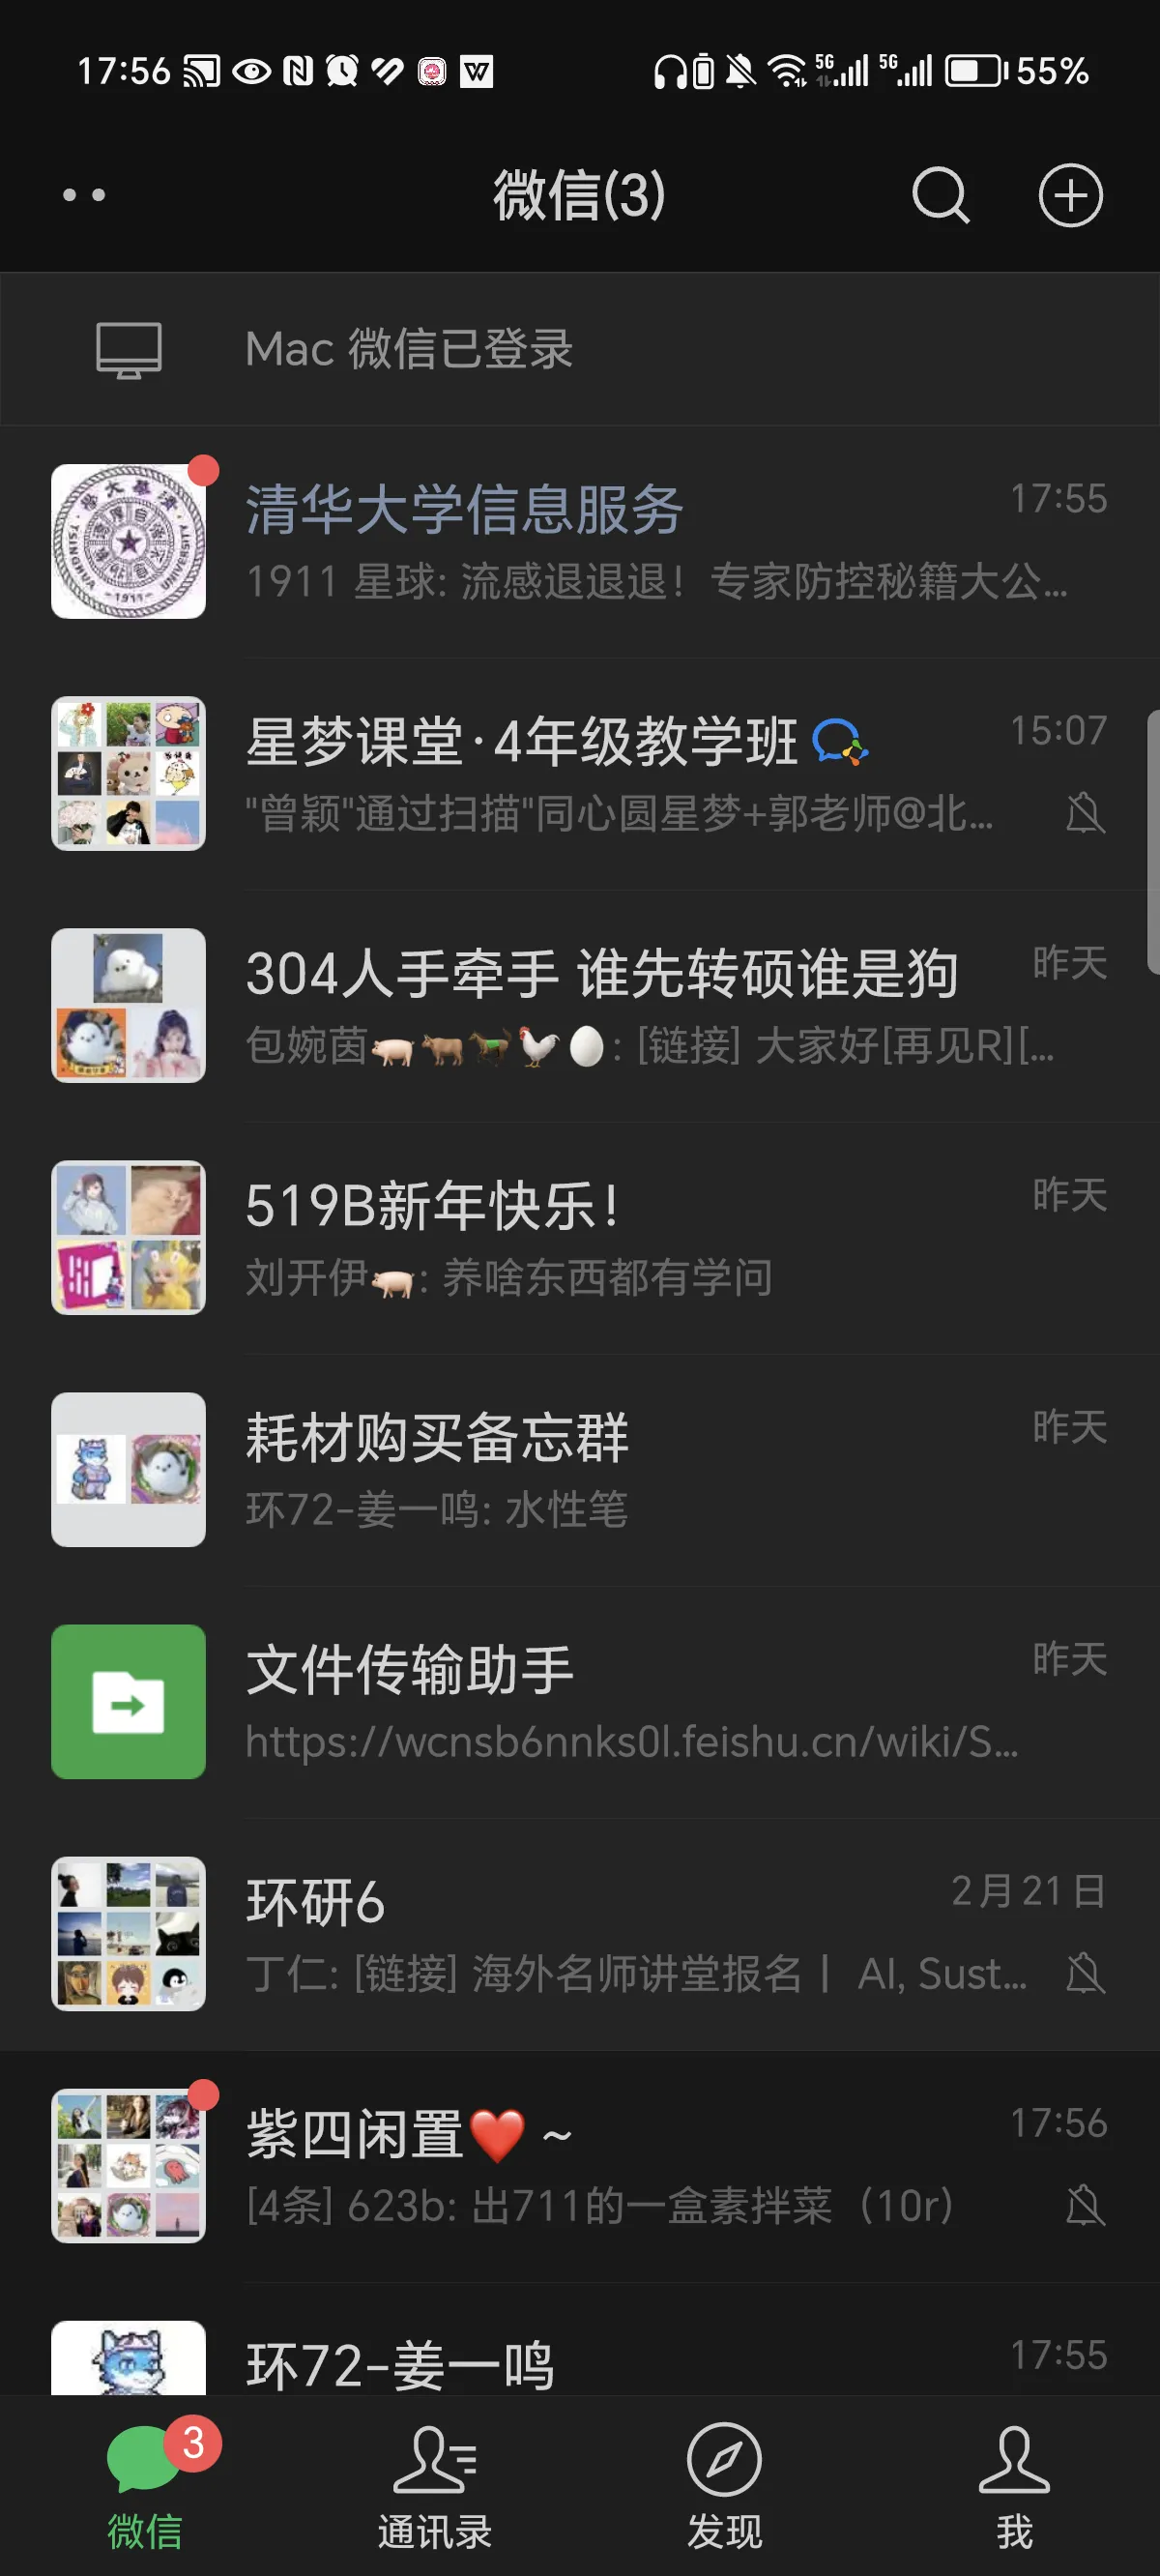 17:56 5G 5G 55%
微信(3)
Mac 微信已登录
清华大学信息服务 17:55
1911 星球: 流感退退退！专家防控秘籍大公...
TSINGHUA UNIVERSITY
-1911-
星梦课堂·4年级教学班 15:07
"曾颖"通过扫描"同心圆星梦+郭老师@北...
304人手牵手 谁先转硕谁是狗 昨天
包婉茵🐖🐂🐎🐓🥚: [链接] 大家好[再见R][...
519B新年快乐！ 昨天
刘开伊🐖: 养啥东西都有学问
耗材购买备忘群 昨天
环72-姜一鸣: 水性笔
文件传输助手 昨天
https://wcnsb6nnks0l.feishu.cn/wiki/S...
环研6 2月21日
丁仁: [链接] 海外名师讲堂报名丨 AI, Sust...
紫四闲置❤️ ~ 17:56
[4条] 623b: 出711的一盒素拌菜（10r）
环72-姜一鸣 17:55
3
微信 通讯录 发现 我